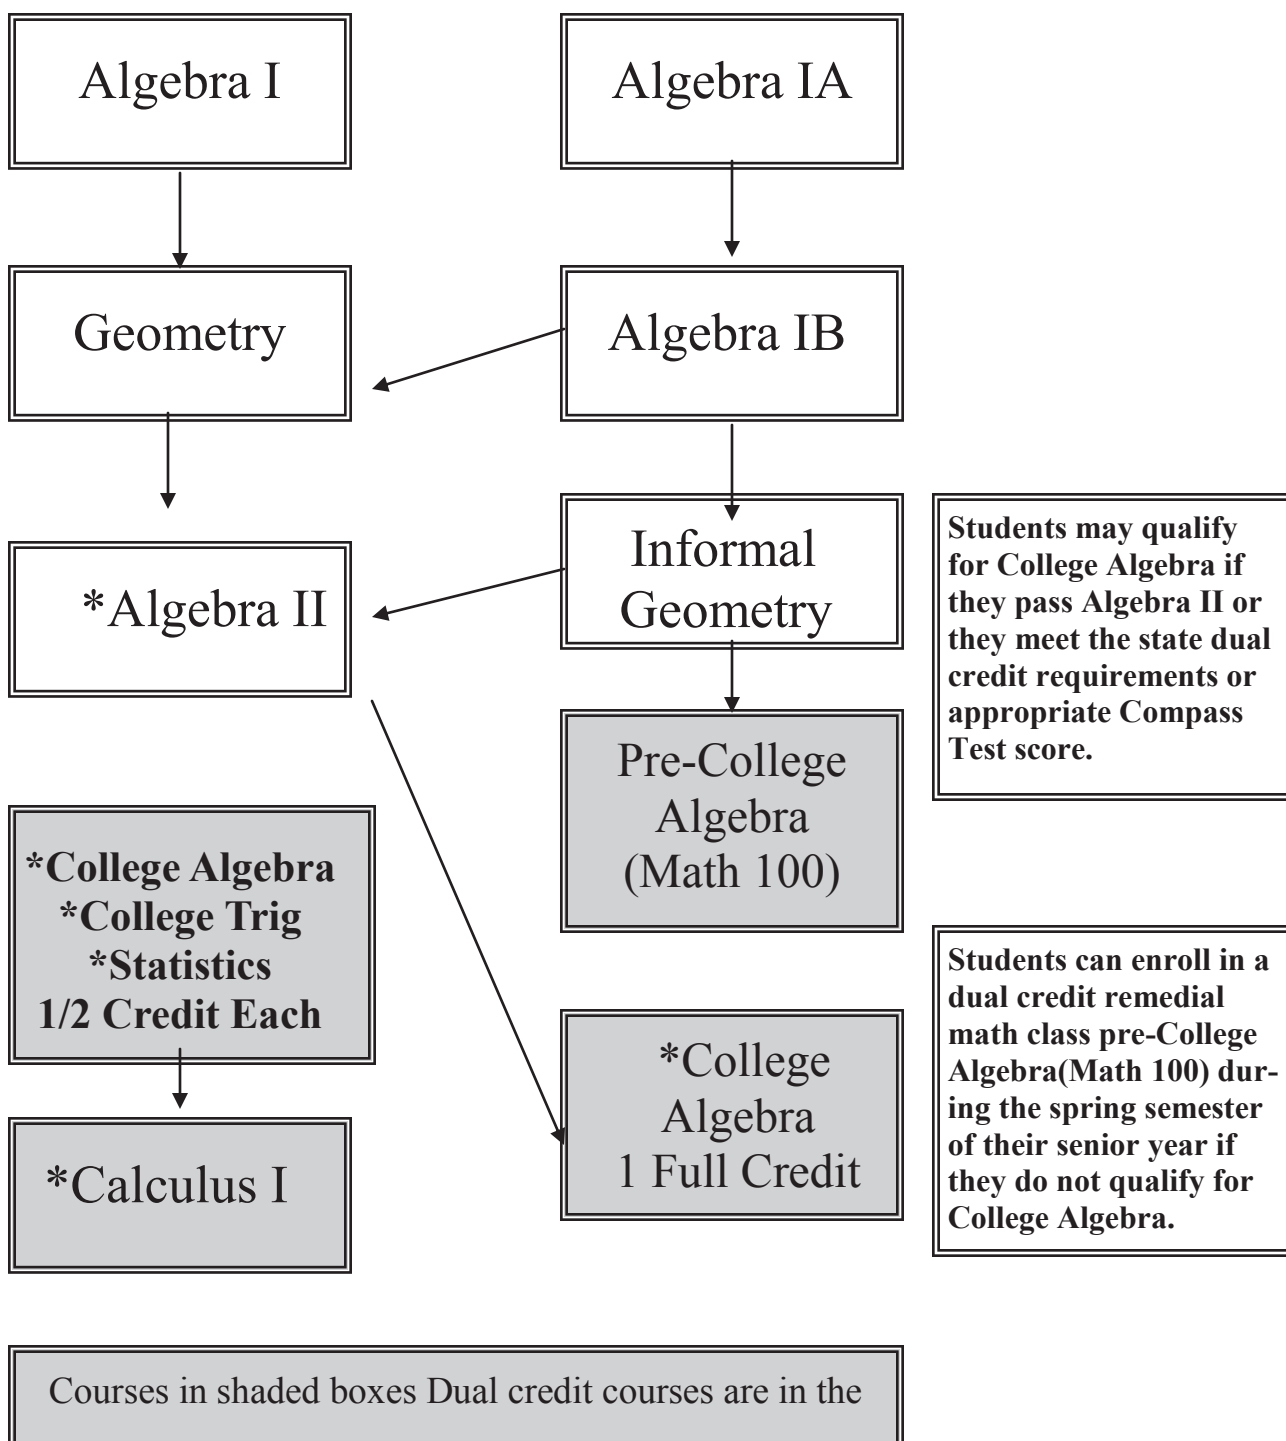 Algebra I
Algebra IA
Geometry
Algebra IB
*Algebra II
Informal
Geometry
Students may qualify
for College Algebra if
they pass Algebra II or
they meet the state dual
credit requirements or
appropriate Compass
Test score.
Pre-College
Algebra
(Math 100)
*College Algebra
*College Trig
*Statistics
1/2 Credit Each
Students can enroll in a
dual credit remedial
math class pre-College
Algebra(Math 100) dur-
ing the spring semester
of their senior year if
they do not qualify for
College Algebra.
*College
Algebra
1 Full Credit
*Calculus I
Courses in shaded boxes Dual credit courses are in the